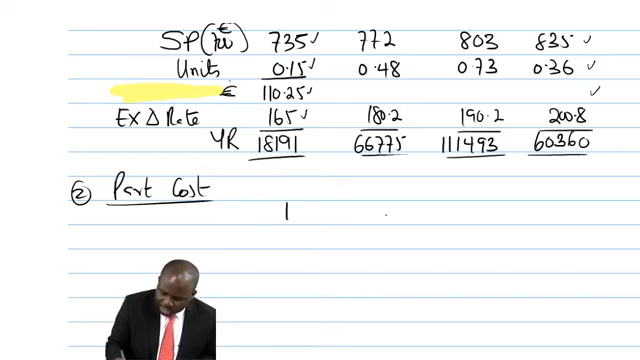 SP( € ) 735 ✓ 772 803 835 ✓
Units 0.15 ✓ 0.48 0.73 0.36 ✓
€ 110.25 ✓ ✓
EX Δ Rate 165 ✓ 180.2 190.2 200.8
YR 18191 66775 111493 60360
② Part Cost
1